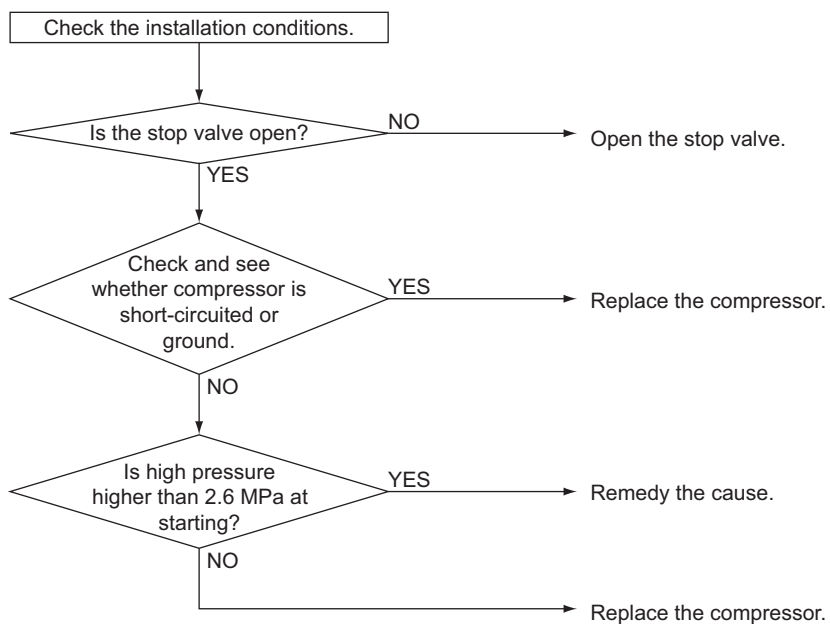 Check the installation conditions.
Is the stop valve open?
NO
Open the stop valve.
YES
Check and see
whether compressor is
short-circuited or
ground.
YES
Replace the compressor.
NO
Is high pressure
higher than 2.6 MPa at
starting?
YES
Remedy the cause.
NO
Replace the compressor.